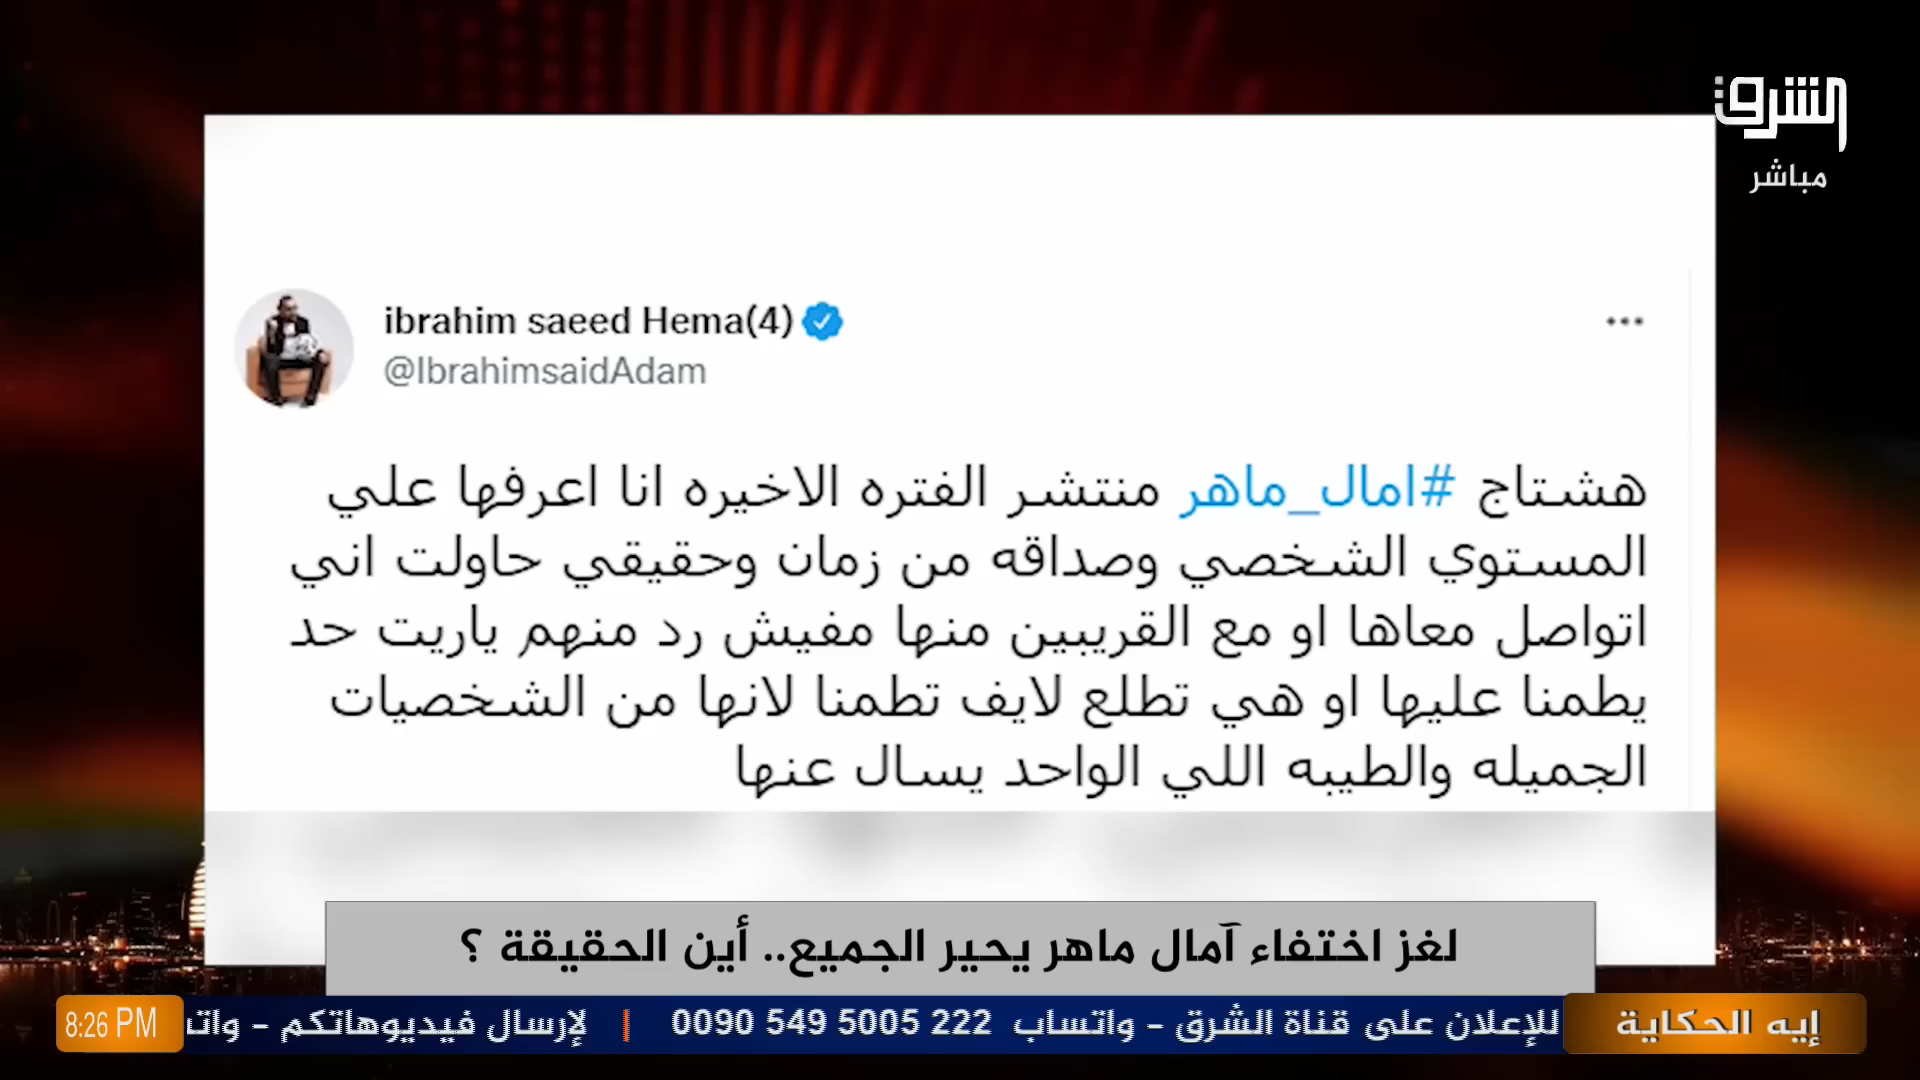 الشرق
مباشر
ibrahim saeed Hema(4)
@IbrahimsaidAdam
هشتاج #امال_ماهر منتشر الفتره الاخيره انا اعرفها علي
المستوي الشخصي وصداقه من زمان وحقيقي حاولت اني
اتواصل معاها او مع القريبين منها مفيش رد منهم ياريت حد
يطمنا عليها او هي تطلع لايف تطمنا لانها من الشخصيات
الجميله والطيبه اللي الواحد يسال عنها
لغز اختفاء آمال ماهر يحير الجميع.. أين الحقيقة ؟
إيه الحكاية
للإعلان على قناة الشرق - واتساب 222 5005 549 0090 | لإرسال فيديوهاتكم - وات
8:26 PM